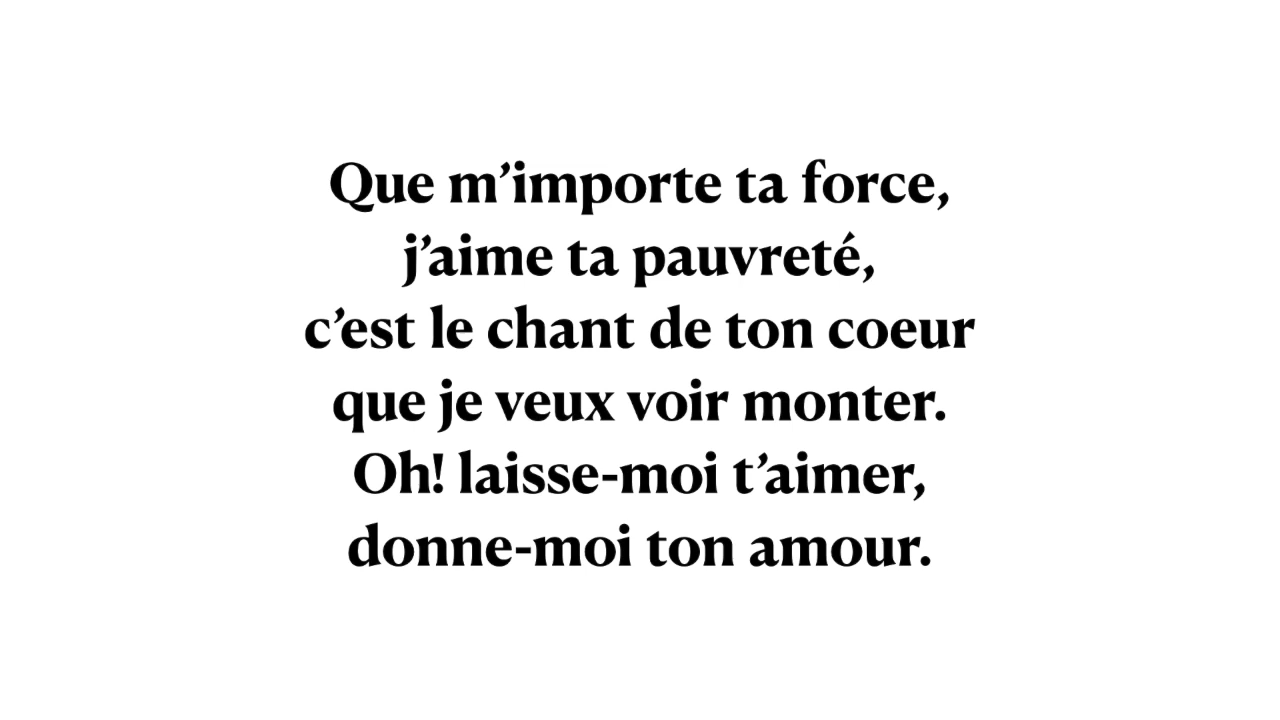 Que m’importe ta force,
j’aime ta pauvreté,
c’est le chant de ton coeur
que je veux voir monter.
Oh! laisse-moi t’aimer,
donne-moi ton amour.